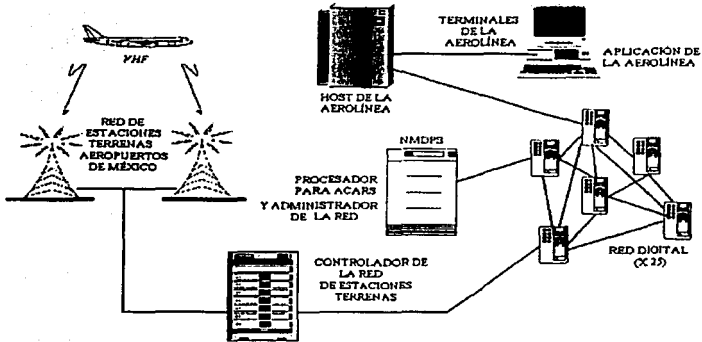 VHF
RED DE
ESTACIONES
TERRENAS
AEROPUERTOS
DE MÉXICO
HOST DE LA
AEROLÍNEA
TERMINALES
DE LA
AEROLÍNEA
APLICACIÓN DE
LA AEROLÍNEA
NMDPS
PROCESADOR
PARA ACARS
Y ADMINISTRADOR
DE LA RED
RED DIGITAL
(X 25)
CONTROLADOR DE
LA RED
DE ESTACIONES
TERRENAS